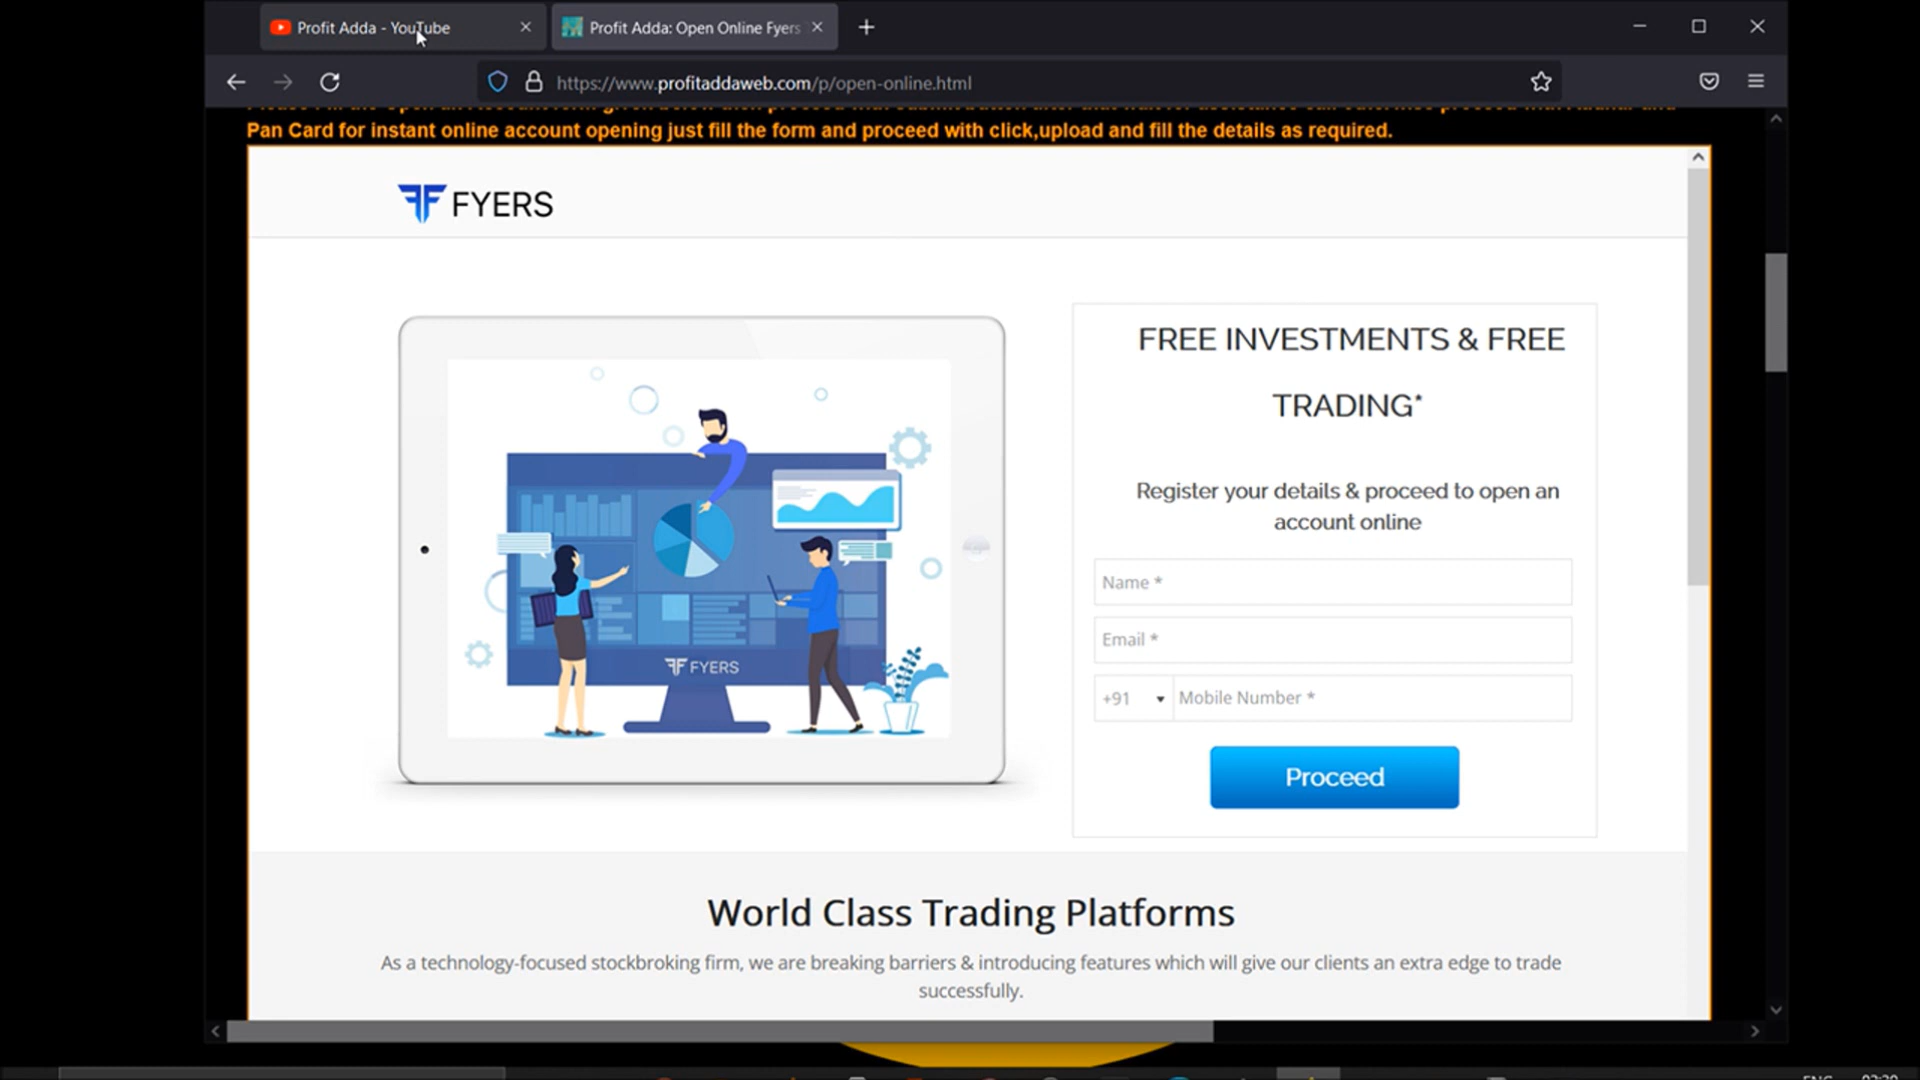 Profit Adda - YouTube
Profit Adda: Open Online Fyers
https://www.profitaddaweb.com/p/open-online.html
Pan Card for instant online account opening just fill the form and proceed with click,upload and fill the details as required.
FYERS
FREE INVESTMENTS & FREE
TRADING*
Register your details & proceed to open an
account online
Name *
Email *
+91
Mobile Number *
FYERS
Proceed
World Class Trading Platforms
As a technology-focused stockbroking firm, we are breaking barriers & introducing features which will give our clients an extra edge to trade
successfully.